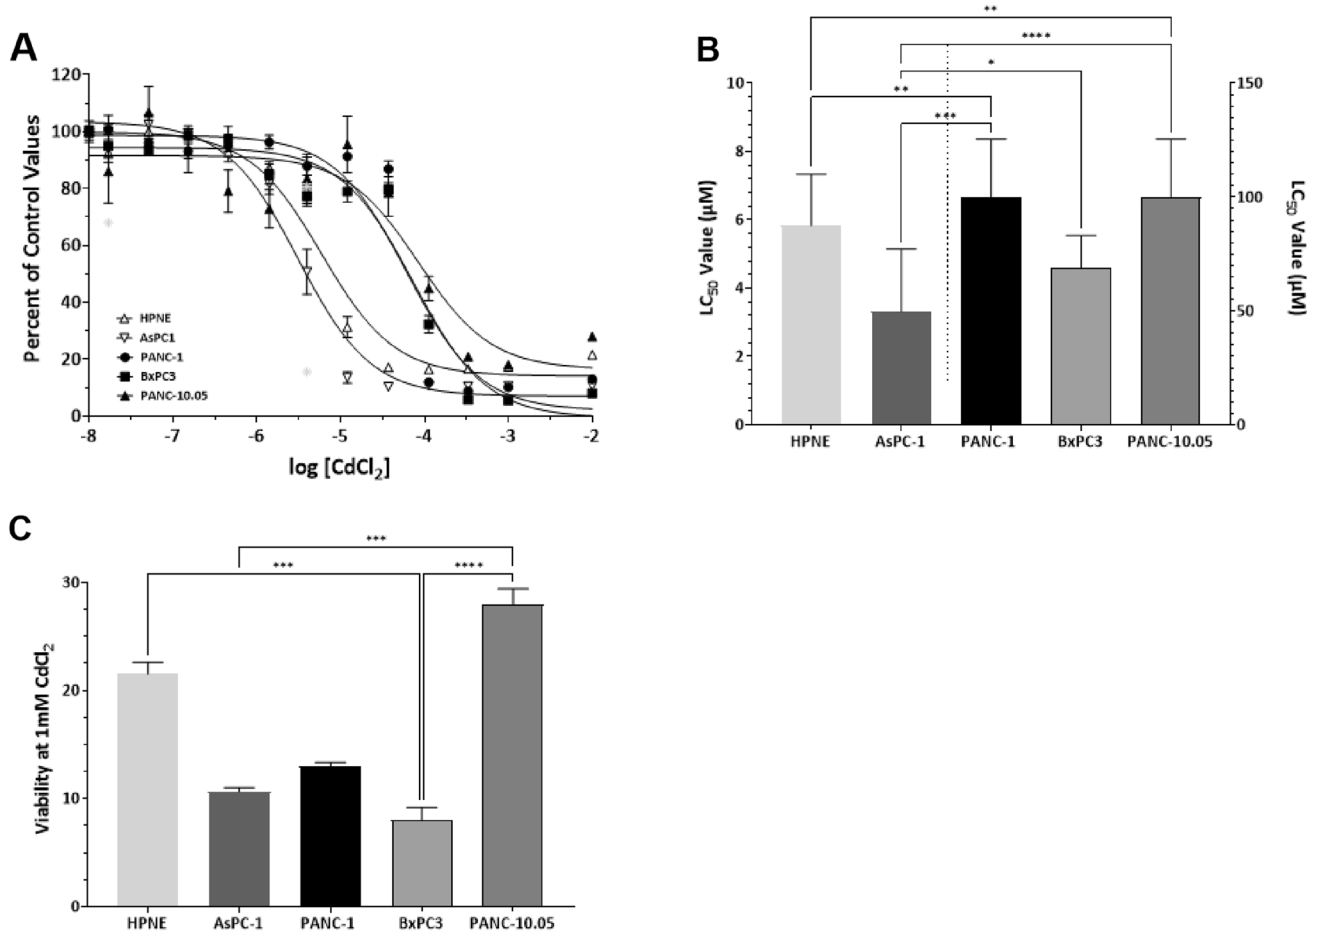 A
120
100
80
60
40
20
0
Percent of Control Values
HPNE
AsPC1
PANC-1
BxPC3
PANC-10.05
-8 -7 -6 -5 -4 -3 -2
log [CdCl2]
B
**
****
*
**
***
10
8
6
4
2
0
LC50 Value (µM)
150
100
50
0
LC50 Value (µM)
HPNE AsPC-1 PANC-1 BxPC3 PANC-10.05
C
***
*** ****
30
20
10
0
Viability at 1mM CdCl2
HPNE AsPC-1 PANC-1 BxPC3 PANC-10.05